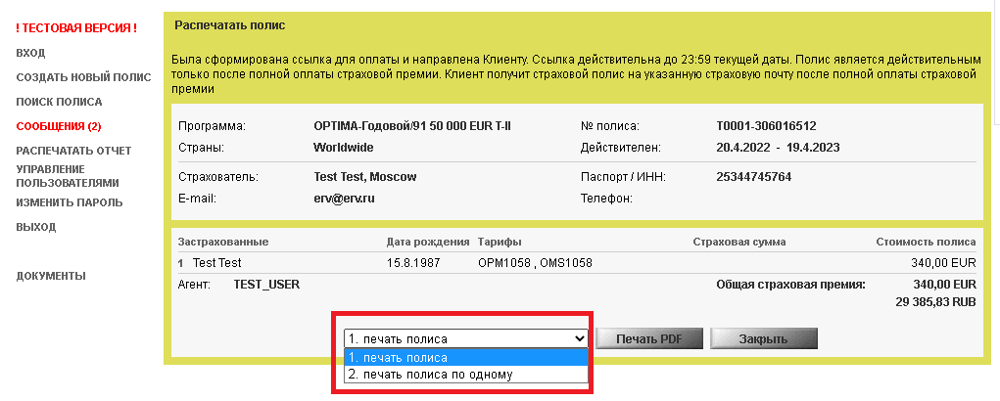 ! ТЕСТОВАЯ ВЕРСИЯ !
ВХОД
СОЗДАТЬ НОВЫЙ ПОЛИС
ПОИСК ПОЛИСА
СООБЩЕНИЯ (2)
РАСПЕЧАТАТЬ ОТЧЕТ
УПРАВЛЕНИЕ
ПОЛЬЗОВАТЕЛЯМИ
ИЗМЕНИТЬ ПАРОЛЬ
ВЫХОД
ДОКУМЕНТЫ
Распечатать полис
Была сформирована ссылка для оплаты и направлена Клиенту. Ссылка действительна до 23:59 текущей даты. Полис является действительным
только после полной оплаты страховой премии. Клиент получит страховой полис на указанную страховую почту после полной оплаты страховой
премии
Программа: OPTIMA-Годовой/91 50 000 EUR T-II № полиса: T0001-306016512
Страны: Worldwide Действителен: 20.4.2022 - 19.4.2023
Страхователь: Test Test, Moscow Паспорт / ИНН: 25344745764
E-mail: erv@erv.ru Телефон:
Застрахованные Дата рождения Тарифы Страховая сумма Стоимость полиса
1 Test Test 15.8.1987 OPM1058 , OMS1058 340,00 EUR
Агент: TEST_USER Общая страховая премия: 340,00 EUR
29 385,83 RUB
1. печать полиса Печать PDF Закрыть
1. печать полиса
2. печать полиса по одному